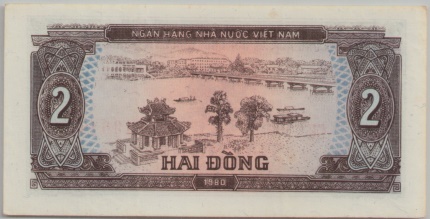 NGÂN HÀNG NHÀ NƯỚC VIỆT NAM
2 2
HAI ĐỒNG
1980